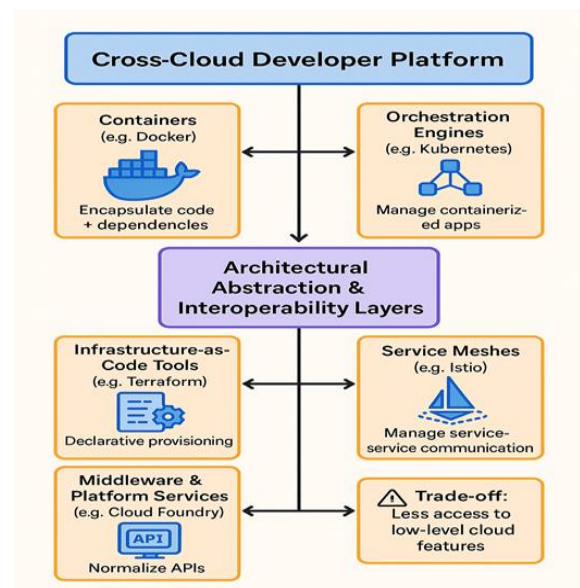 Cross-Cloud Developer Platform
Containers
(e.g. Docker)
Encapsulate code
+ dependencies
Orchestration
Engines
(e.g. Kubernetes)
Manage containeriz-
ed apps
Architectural
Abstraction &
Interoperability Layers
Infrastructure-as-
Code Tools
(e.g. Terraform)
Declarative provisioning
Service Meshes
(e.g. Istio)
Manage service-
service communication
Middleware &
Platform Services
(e.g. Cloud Foundry)
API
Normalize APIs
Trade-off:
Less access to
low-level cloud
features